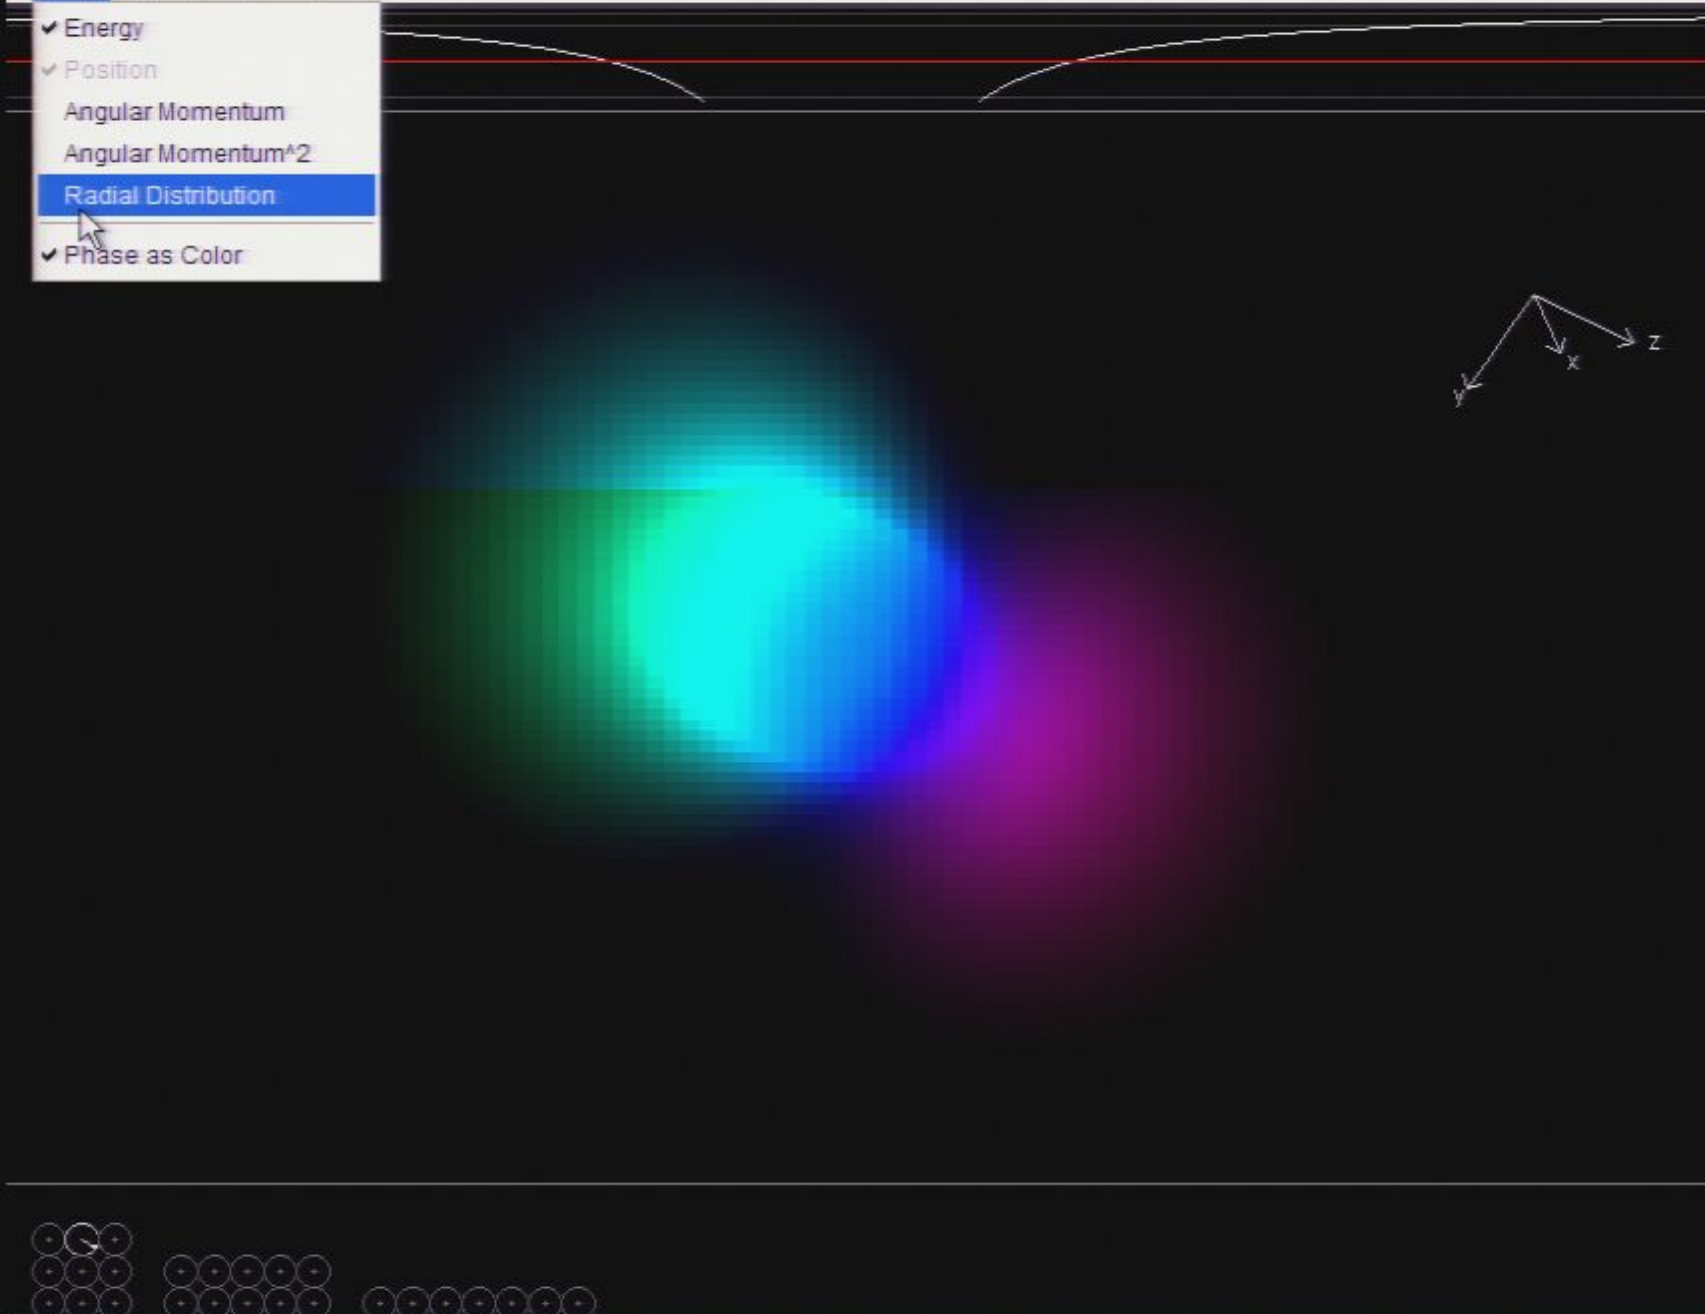 Energy
Position
Angular Momentum
Angular Momentum^2
Radial Distribution
Phase as Color
z
x
y